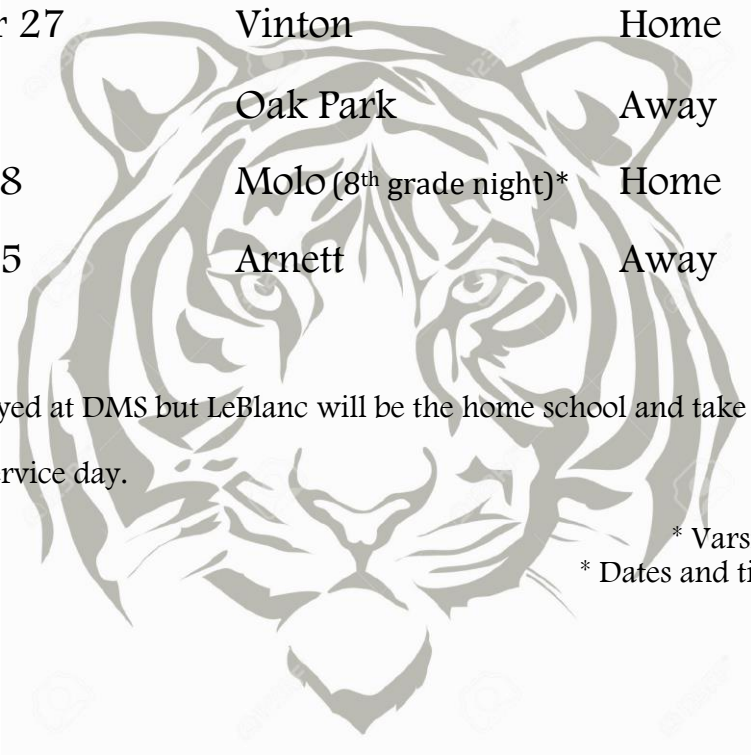 r 27 Vinton Home
Oak Park Away
8 Molo (8th grade night)* Home
5 Arnett Away
yed at DMS but LeBlanc will be the home school and take
rvice day.
* Vars
* Dates and ti